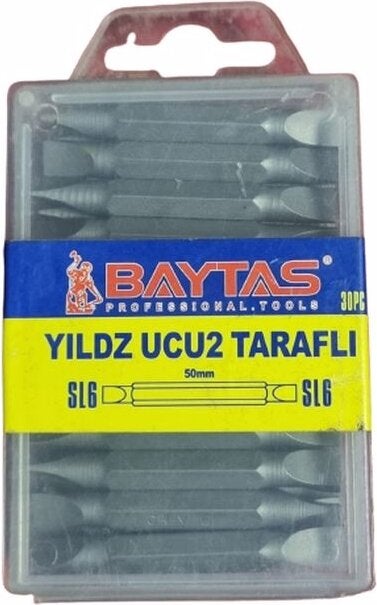 BAYTAS®
PROFESSIONAL.TOOLS
30PC
YILDZ UCU2 TARAFLI
50mm
SL6 SL6